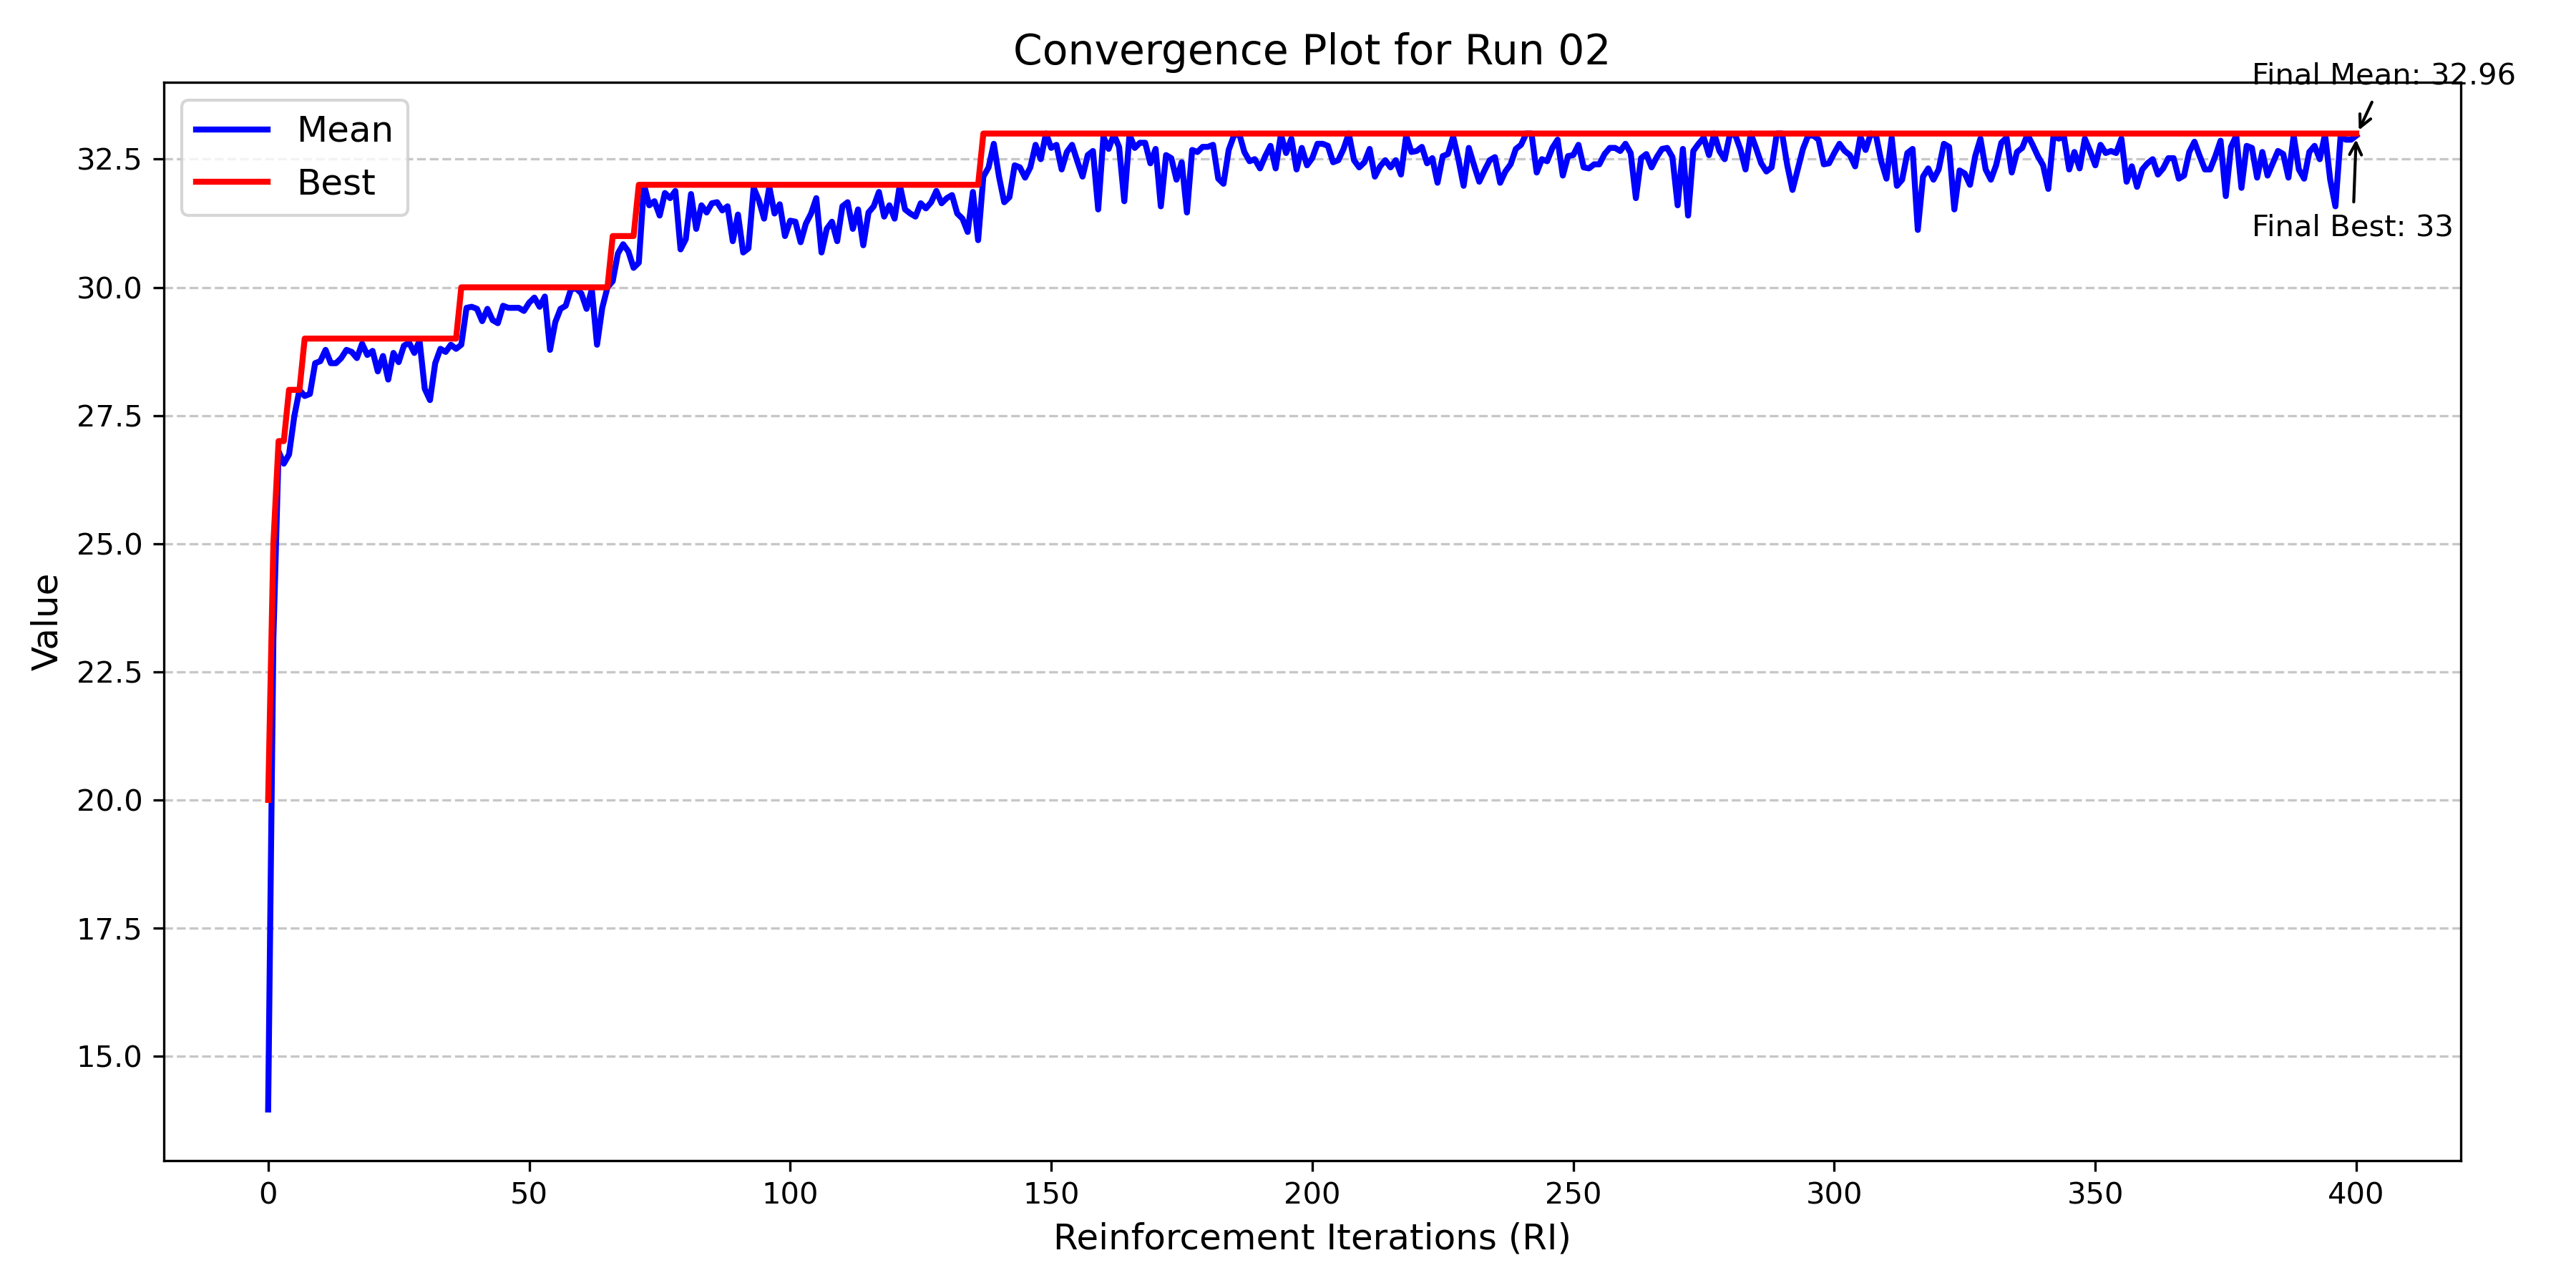 Convergence Plot for Run 02
Final Mean: 32.96
Mean
Best
Final Best: 33
32.5
30.0
27.5
25.0
22.5
20.0
17.5
15.0
Value
0 50 100 150 200 250 300 350 400
Reinforcement Iterations (RI)